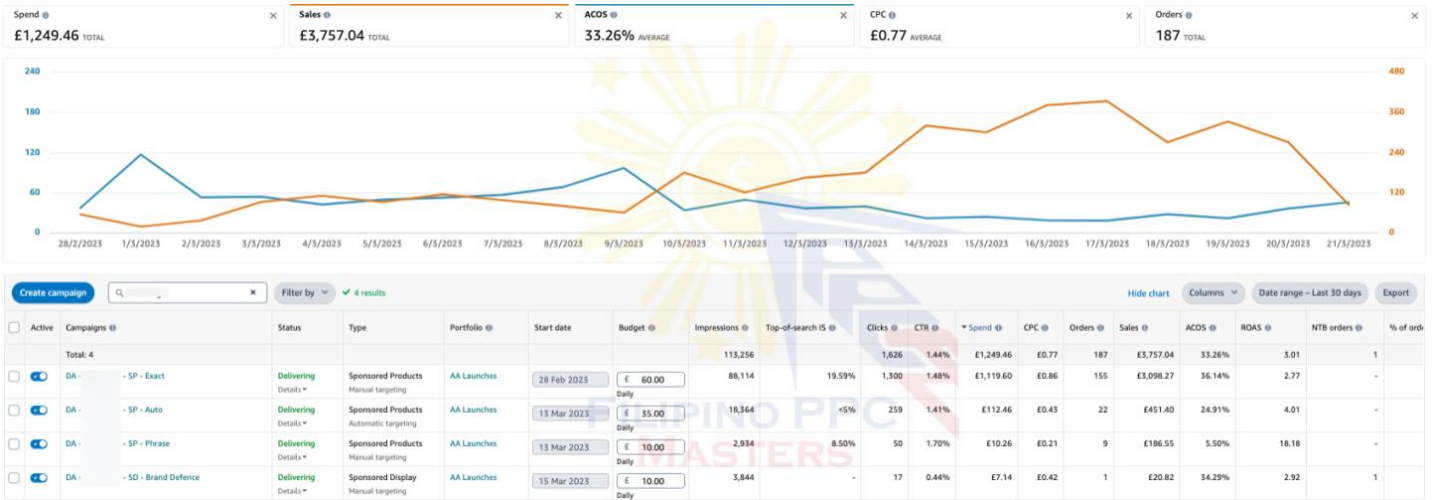 Spend Sales ACOS CPC Orders
£1,249.46 TOTAL £3,757.04 TOTAL 33.26% AVERAGE £0.77 AVERAGE 187 TOTAL
240 480
180 360
120 240
60 120
0 0
28/2/2023 1/3/2023 2/3/2023 3/3/2023 4/3/2023 5/3/2023 6/3/2023 7/3/2023 8/3/2023 9/3/2023 10/3/2023 11/3/2023 12/3/2023 13/3/2023 14/3/2023 15/3/2023 16/3/2023 17/3/2023 18/3/2023 19/3/2023 20/3/2023 21/3/2023
Create campaign Filter by 4 results Hide chart Columns Date range – Last 30 days Export
Active Campaigns Status Type Portfolio Start date Budget Impressions Top-of-search IS Clicks CTR Spend CPC Orders Sales ACOS ROAS NTB orders % of ord
Total: 4 113,256 1,626 1.44% £1,249.46 £0.77 187 £3,757.04 33.26% 3.01 1
DA - - SP - Exact Delivering Sponsored Products AA Launches 28 Feb 2023 £ 60.00 88,114 19.59% 1,300 1.48% £1,119.60 £0.86 155 £3,098.27 36.14% 2.77 -
Details Manual targeting Daily
DA - - SP - Auto Delivering Sponsored Products AA Launches 13 Mar 2023 £ 35.00 18,364 <5% 259 1.41% £112.46 £0.43 22 £451.40 24.91% 4.01 -
Details Automatic targeting Daily
FILIPINO PPC
DA - - SP - Phrase Delivering Sponsored Products AA Launches 13 Mar 2023 £ 10.00 2,934 8.50% 50 1.70% £10.26 £0.21 9 £186.55 5.50% 18.18 -
Details Manual targeting Daily
MASTERS
DA - - SD - Brand Defence Delivering Sponsored Display AA Launches 15 Mar 2023 £ 10.00 3,844 - 17 0.44% £7.14 £0.42 1 £20.82 34.29% 2.92 1
Details Manual targeting Daily